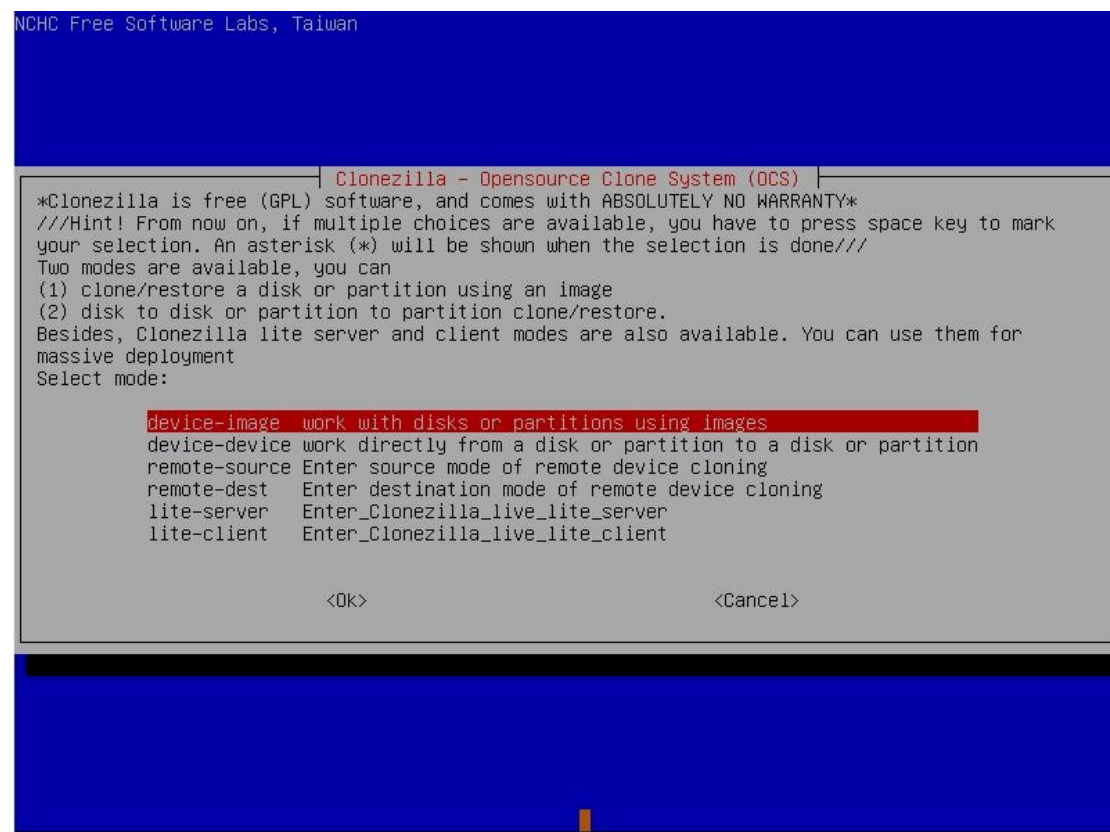 NCHC Free Software Labs, Taiwan
Clonezilla - Opensource Clone System (OCS)
*Clonezilla is free (GPL) software, and comes with ABSOLUTELY NO WARRANTY*
///Hint! From now on, if multiple choices are available, you have to press space key to mark
your selection. An asterisk (*) will be shown when the selection is done///
Two modes are available, you can
(1) clone/restore a disk or partition using an image
(2) disk to disk or partition to partition clone/restore.
Besides, Clonezilla lite server and client modes are also available. You can use them for
massive deployment
Select mode:
device-image work with disks or partitions using images
device-device work directly from a disk or partition to a disk or partition
remote-source Enter source mode of remote device cloning
remote-dest Enter destination mode of remote device cloning
lite-server Enter_Clonezilla_live_lite_server
lite-client Enter_Clonezilla_live_lite_client
<Ok> <Cancel>